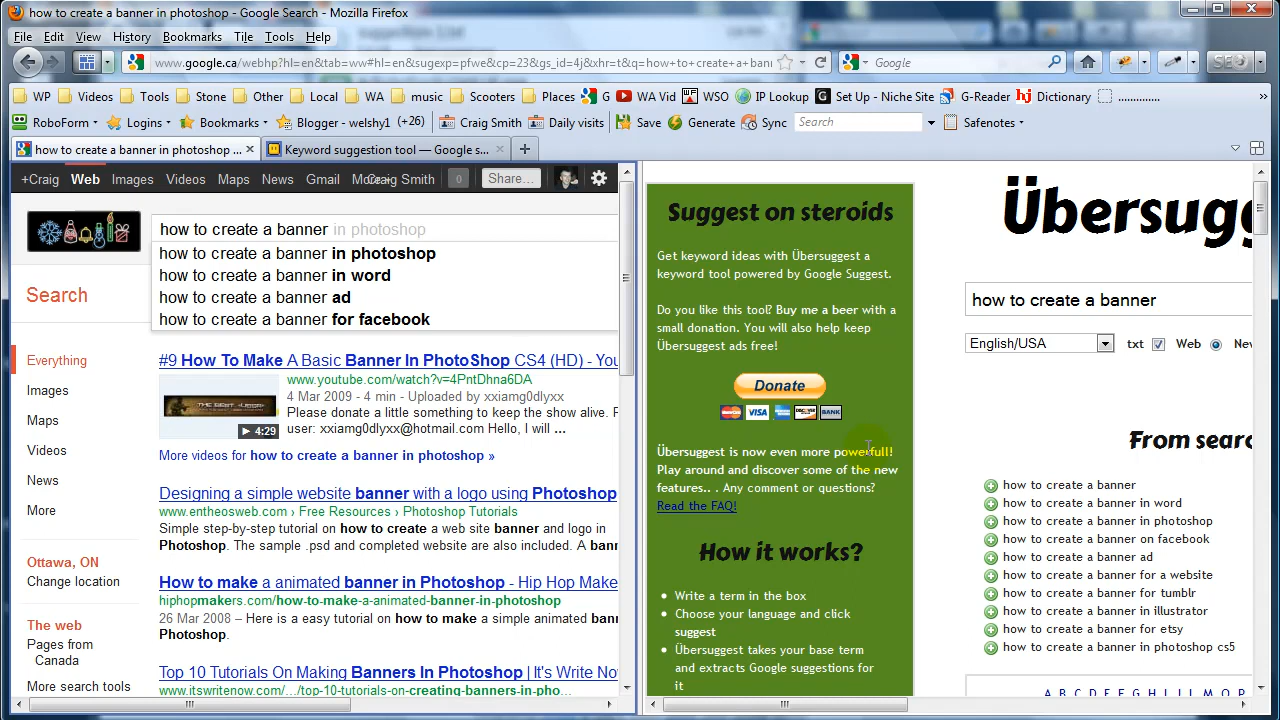 how to create a banner in photoshop - Google Search - Mozilla Firefox
File Edit View History Bookmarks Tile Tools Help
www.google.ca/webhp?hl=en&tab=ww#hl=en&sugexp=pfwe&cp=23&gs_id=4j&xhr=t&q=how+to+create+a+bani
Google
SEO
WP Videos Tools Stone Other Local WA music Scooters Places G WA Vid WSO IP Lookup Set Up - Niche Site G-Reader Dictionary ..............
RoboForm Logins Bookmarks Blogger - welshy1 (+26) Craig Smith Daily visits Save Generate Sync Search Safenotes
how to create a banner in photoshop ...
Keyword suggestion tool — Google s...
+Craig Web Images Videos Maps News Gmail More Craig Smith 0 Share...
how to create a banner in photoshop
how to create a banner in photoshop
how to create a banner in word
how to create a banner ad
how to create a banner for facebook
Search
Everything
Images
Maps
Videos
News
More
Ottawa, ON
Change location
The web
Pages from
Canada
More search tools
#9 How To Make A Basic Banner In PhotoShop CS4 (HD) - You
www.youtube.com/watch?v=4PntDhna6DA
4 Mar 2009 - 4 min - Uploaded by xxiamg0dlyxx
Please donate a little something to keep the show alive. F
user: xxiamg0dlyxx@hotmail.com Hello, I will ...
4:29
More videos for how to create a banner in photoshop »
Designing a simple website banner with a logo using Photoshop
www.entheosweb.com › Free Resources › Photoshop Tutorials
Simple step-by-step tutorial on how to create a web site banner and logo in
Photoshop. The sample .psd and completed website are also included. A bann
How to make a animated banner in Photoshop - Hip Hop Make
hiphopmakers.com/how-to-make-a-animated-banner-in-photoshop
26 Mar 2008 – Here is a easy tutorial on how to make a simple animated bann
Photoshop.
Top 10 Tutorials On Making Banners In Photoshop | It's Write Now
www.itswritenow.com/.../top-10-tutorials-on-creating-banners-in-pho...
Suggest on steroids
Get keyword ideas with Übersuggest a
keyword tool powered by Google Suggest.
Do you like this tool? Buy me a beer with a
small donation. You will also help keep
Übersuggest ads free!
Donate
MasterCard VISA DISCOVER BANK
Übersuggest is now even more powerfull!
Play around and discover some of the new
features.. . Any comment or questions?
Read the FAQ!
How it works?
Write a term in the box
Choose your language and click
suggest
Übersuggest takes your base term
and extracts Google suggestions for
it
Übersugg
how to create a banner
English/USA txt Web Nev
From searc
how to create a banner
how to create a banner in word
how to create a banner in photoshop
how to create a banner on facebook
how to create a banner ad
how to create a banner for a website
how to create a banner for tumblr
how to create a banner in illustrator
how to create a banner for etsy
how to create a banner in photoshop cs5
A B C D E F G H I J K L M O P